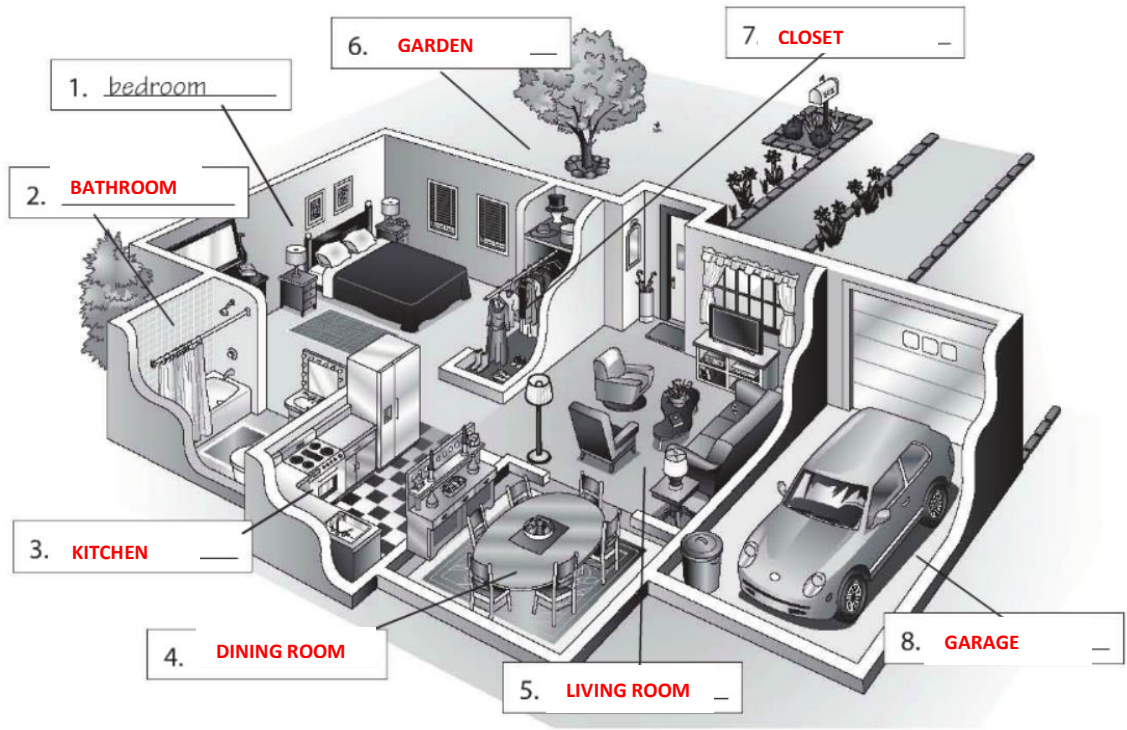 1. bedroom
2. BATHROOM
3. KITCHEN
4. DINING ROOM
5. LIVING ROOM
6. GARDEN
7. CLOSET
8. GARAGE